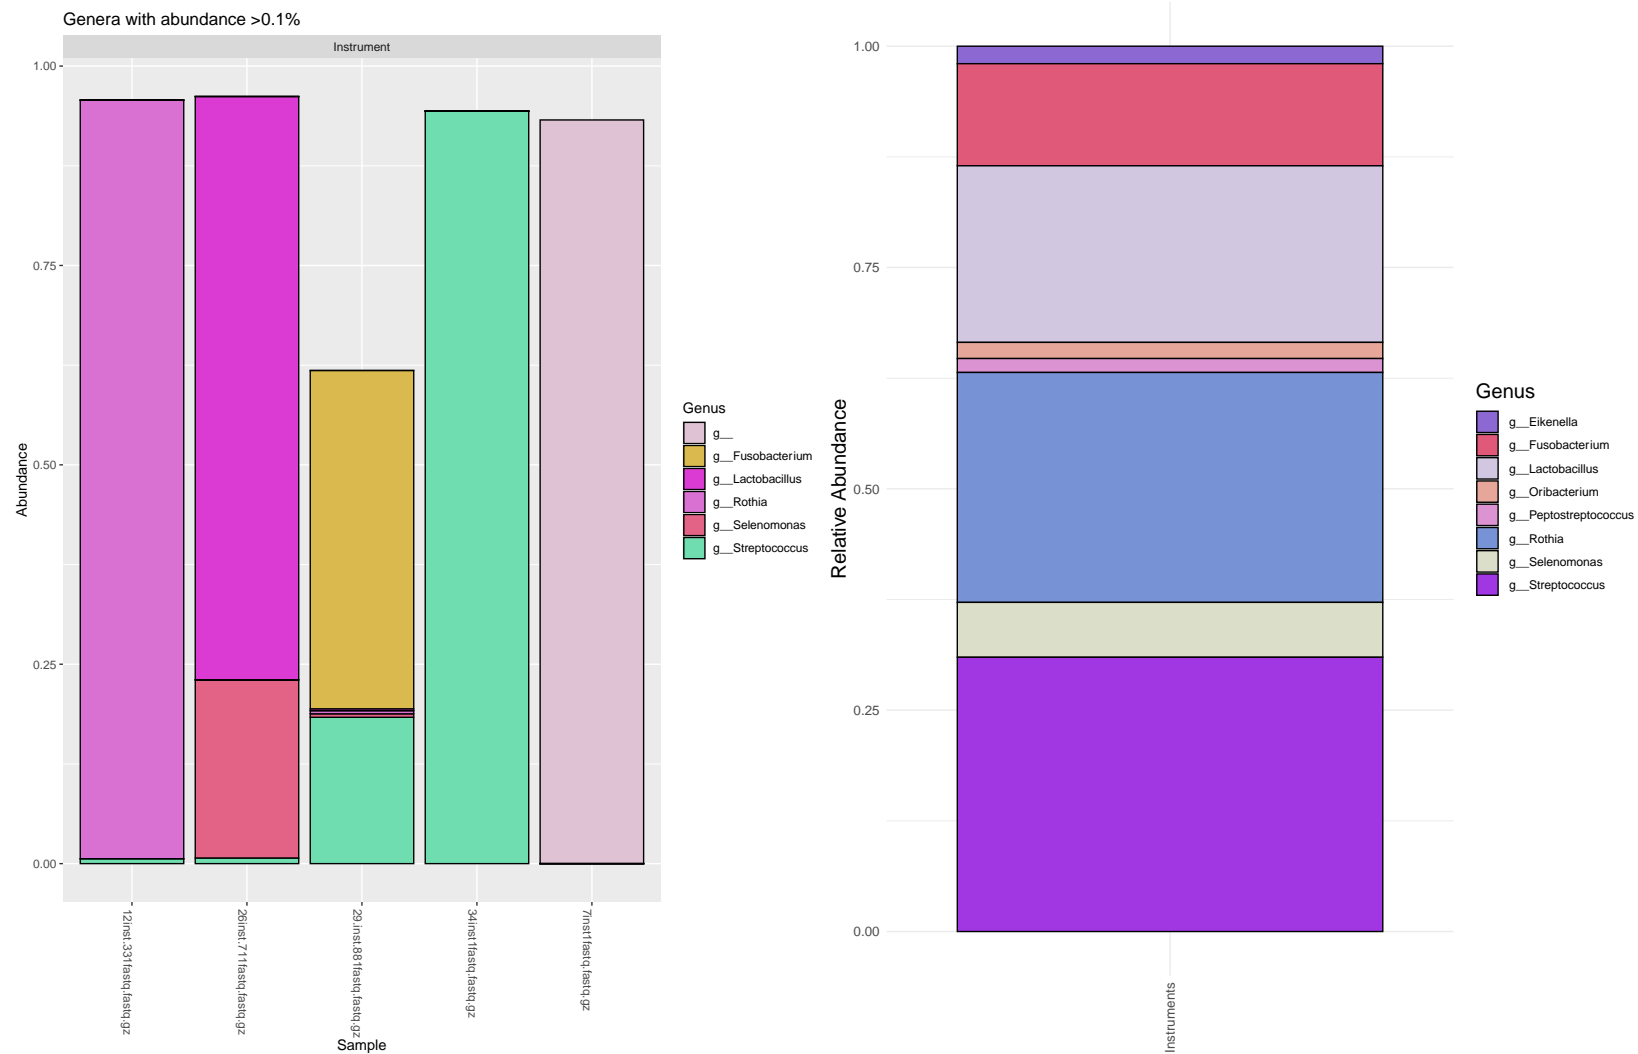 Genera with abundance >0.1%
Instrument
1.00
0.75
0.50
0.25
0.00
Abundance
12inst.331fastq.fastq.gz
26inst.711fastq.fastq.gz
29.inst.881fastq.fastq.gz
34inst1fastq.fastq.gz
7inst1fastq.fastq.gz
Sample
Genus
g__
g__Fusobacterium
g__Lactobacillus
g__Rothia
g__Selenomonas
g__Streptococcus
1.00
0.75
0.50
0.25
0.00
Relative Abundance
Instruments
Genus
g__Eikenella
g__Fusobacterium
g__Lactobacillus
g__Oribacterium
g__Peptostreptococcus
g__Rothia
g__Selenomonas
g__Streptococcus